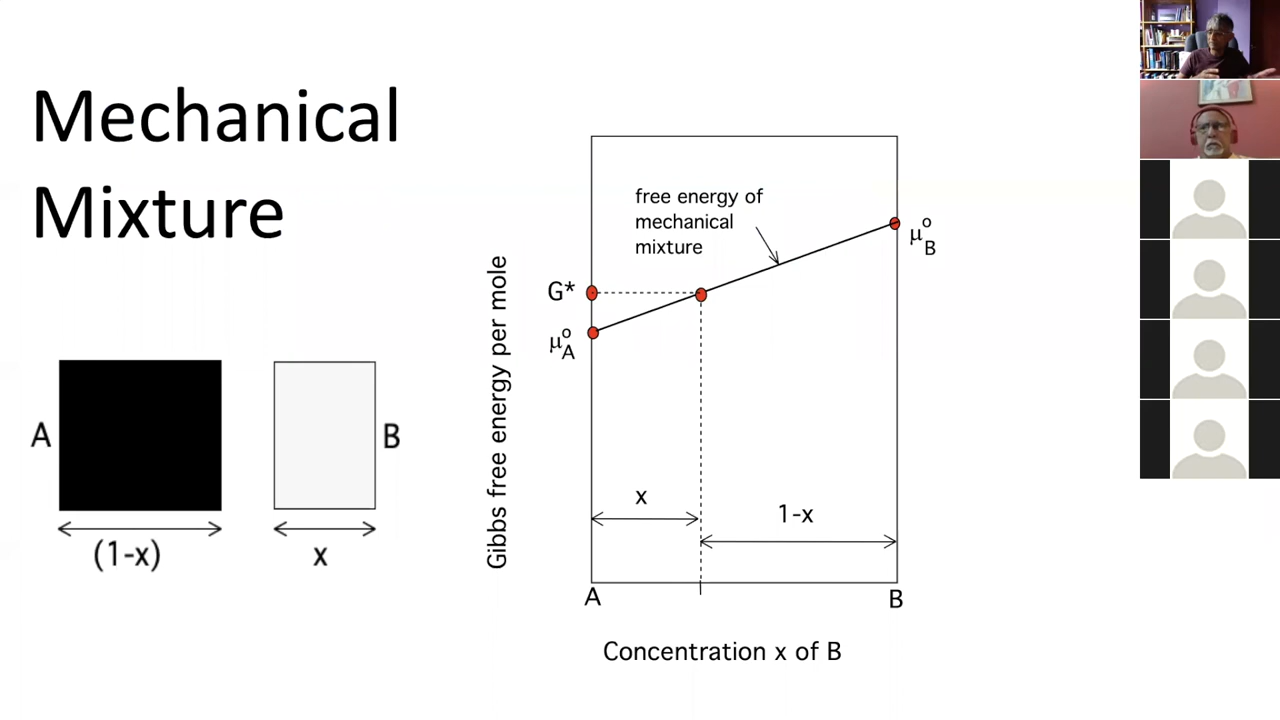 Mechanical
Mixture
A
B
(1-x)
x
Gibbs free energy per mole
free energy of
mechanical
mixture
μ°B
G*
μ°A
x
1-x
A
B
Concentration x of B